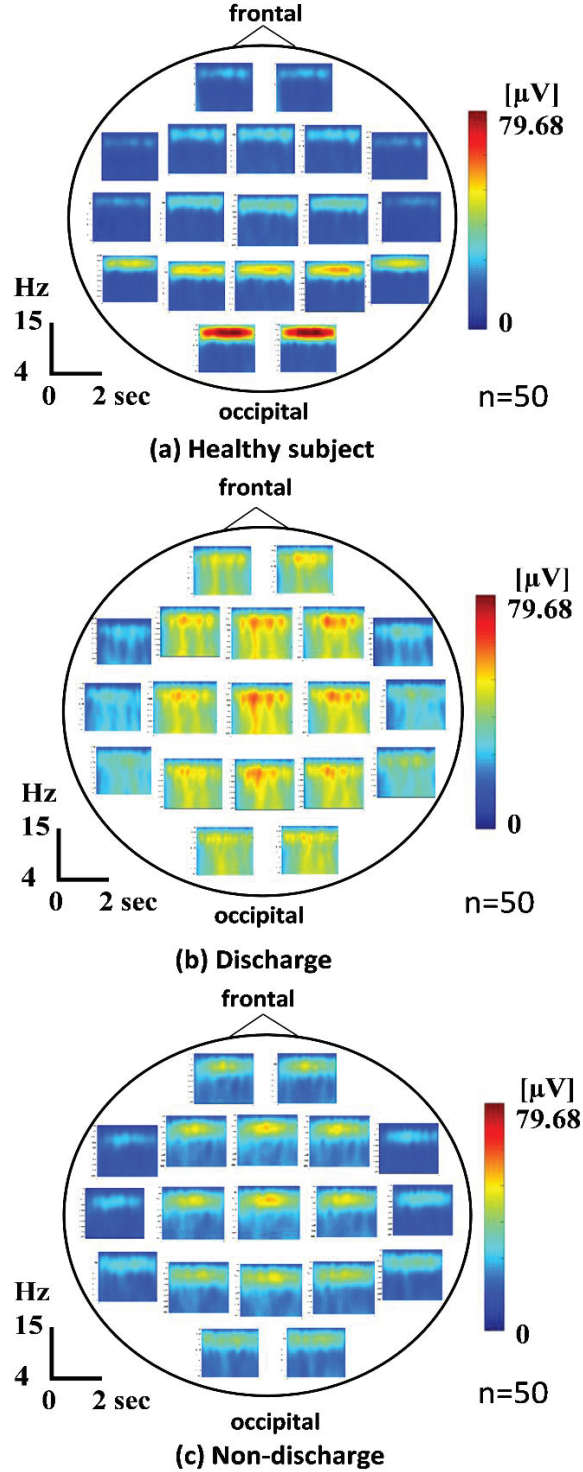 frontal
[µV]
79.68
0
Hz
15
4
0 2 sec
occipital
n=50
(a) Healthy subject
frontal
[µV]
79.68
0
Hz
15
4
0 2 sec
occipital
n=50
(b) Discharge
frontal
[µV]
79.68
0
Hz
15
4
0 2 sec
occipital
n=50
(c) Non-discharge